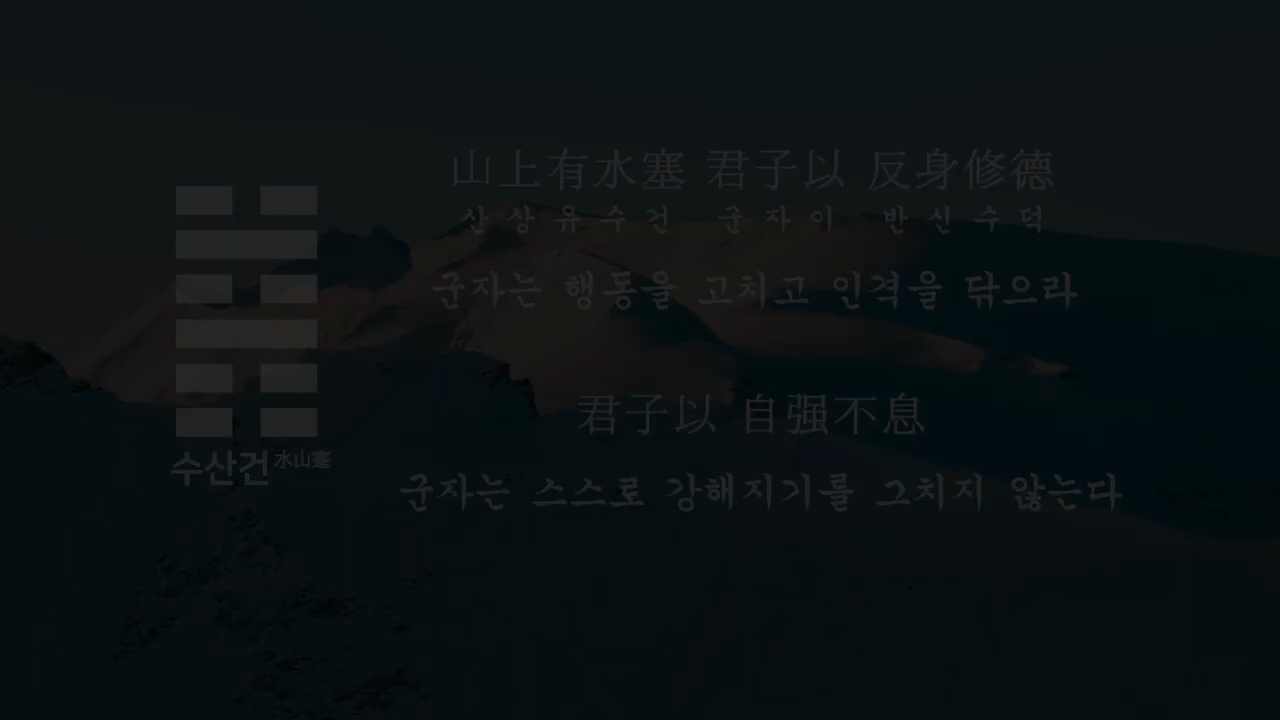 山上有水塞 君子以 反身修德
산상유수건 군자이 반신수덕
군자는 행동을 고치고 인격을 닦으라
君子以 自强不息
군자는 스스로 강해지기를 그치지 않는다
수산건 水山蹇